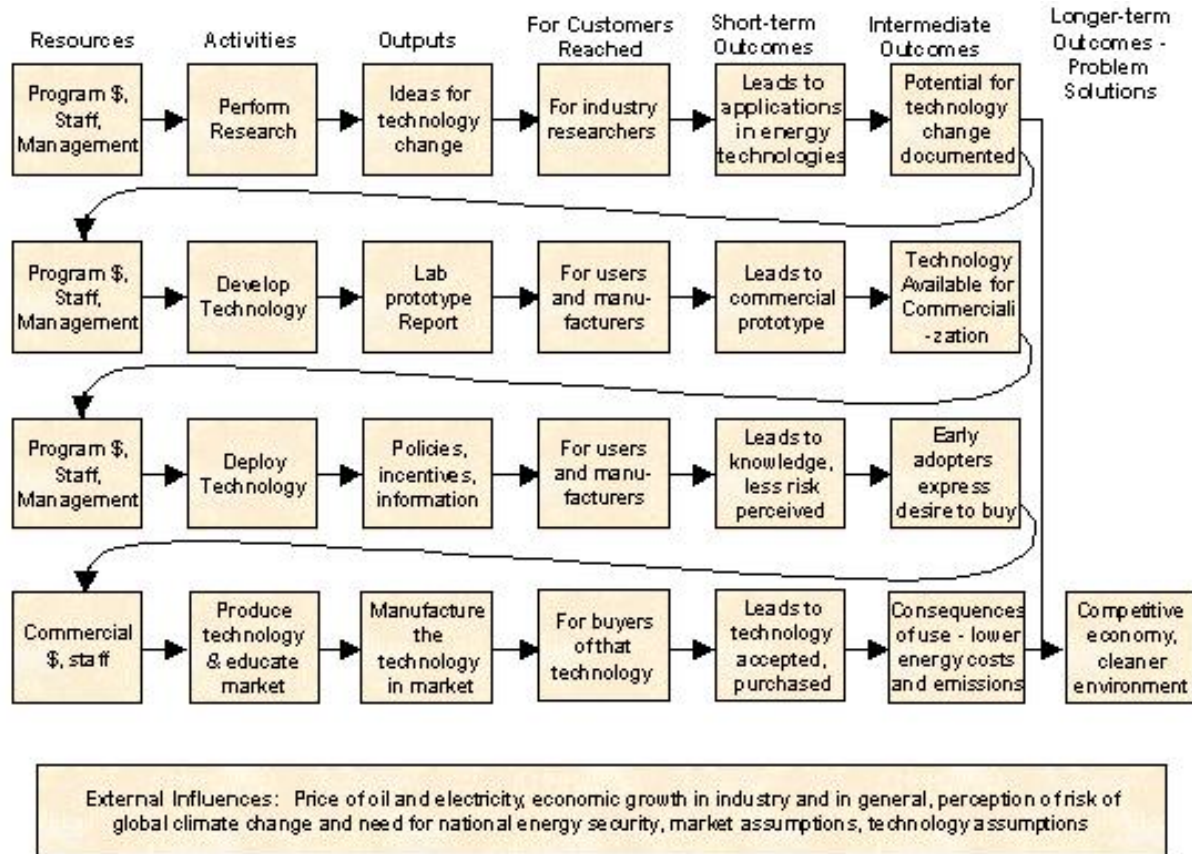 Resources
Activities
Outputs
For Customers
Reached
Short-term
Outcomes
Intermediate
Outcomes
Longer-term
Outcomes -
Problem
Solutions
Program $,
Staff,
Management
Perform
Research
Ideas for
technology
change
For industry
researchers
Leads to
applications
in energy
technologies
Potential for
technology
change
documented
Program $,
Staff,
Management
Develop
Technology
Lab
prototype
Report
For users
and manu-
facturers
Leads to
commercial
prototype
Technology
Available for
Commerciali
-zation
Program $,
Staff,
Management
Deploy
Technology
Policies,
incentives,
information
For users
and manu-
facturers
Leads to
knowledge,
less risk
perceived
Early
adopters
express
desire to buy
Commercial
$, staff
Produce
technology
& educate
market
Manufacture
the
technology
in market
For buyers
of that
technology
Leads to
technology
accepted,
purchased
Consequences
of use - lower
energy costs
and emissions
Competitive
economy,
cleaner
environment
External Influences: Price of oil and electricity, economic growth in industry and in general, perception of risk of
global climate change and need for national energy security, market assumptions, technology assumptions